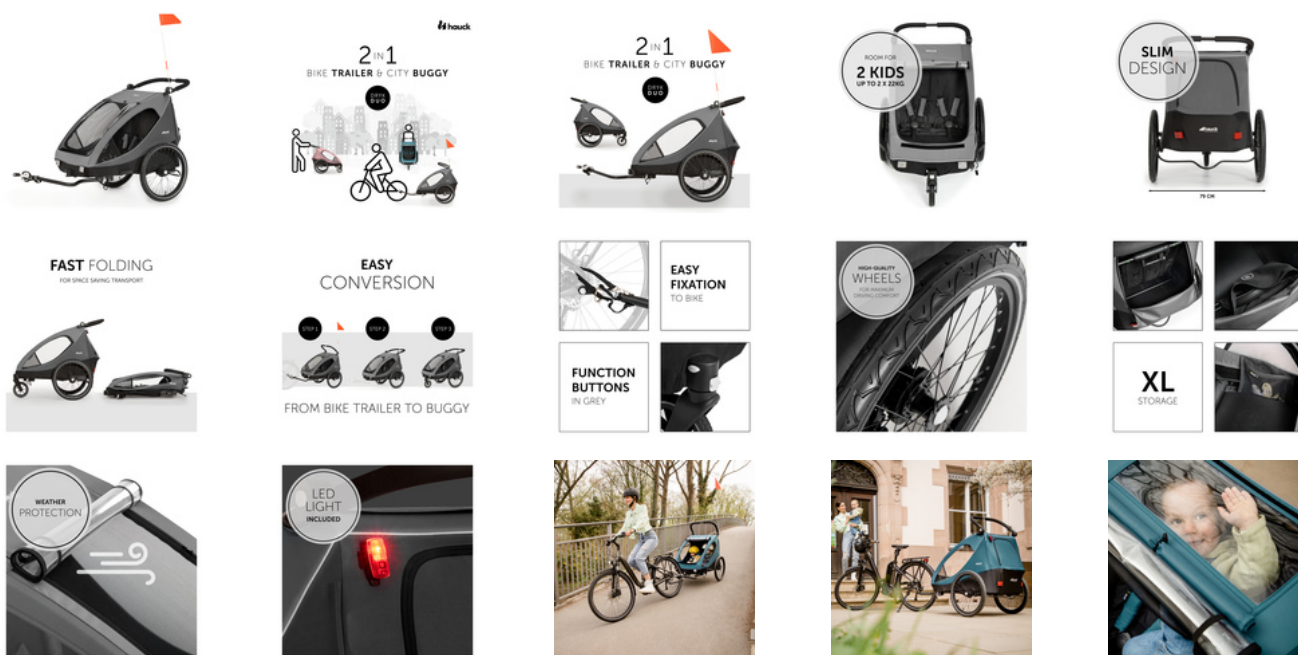 hauck
2 IN 1
BIKE TRAILER & CITY BUGGY
DRYK
DUO
2 IN 1
BIKE TRAILER & CITY BUGGY
DRYK
DUO
ROOM FOR
2 KIDS
UP TO 2 X 22KG
SLIM
DESIGN
hauck
79 CM
FAST FOLDING
FOR SPACE SAVING TRANSPORT
EASY
CONVERSION
STEP 1
STEP 2
STEP 3
FROM BIKE TRAILER TO BUGGY
EASY
FIXATION
TO BIKE
FUNCTION
BUTTONS
IN GREY
HIGH-QUALITY
WHEELS
FOR MAXIMUM
DRIVING COMFORT
XL
STORAGE
WEATHER
PROTECTION
LED
LIGHT
INCLUDED